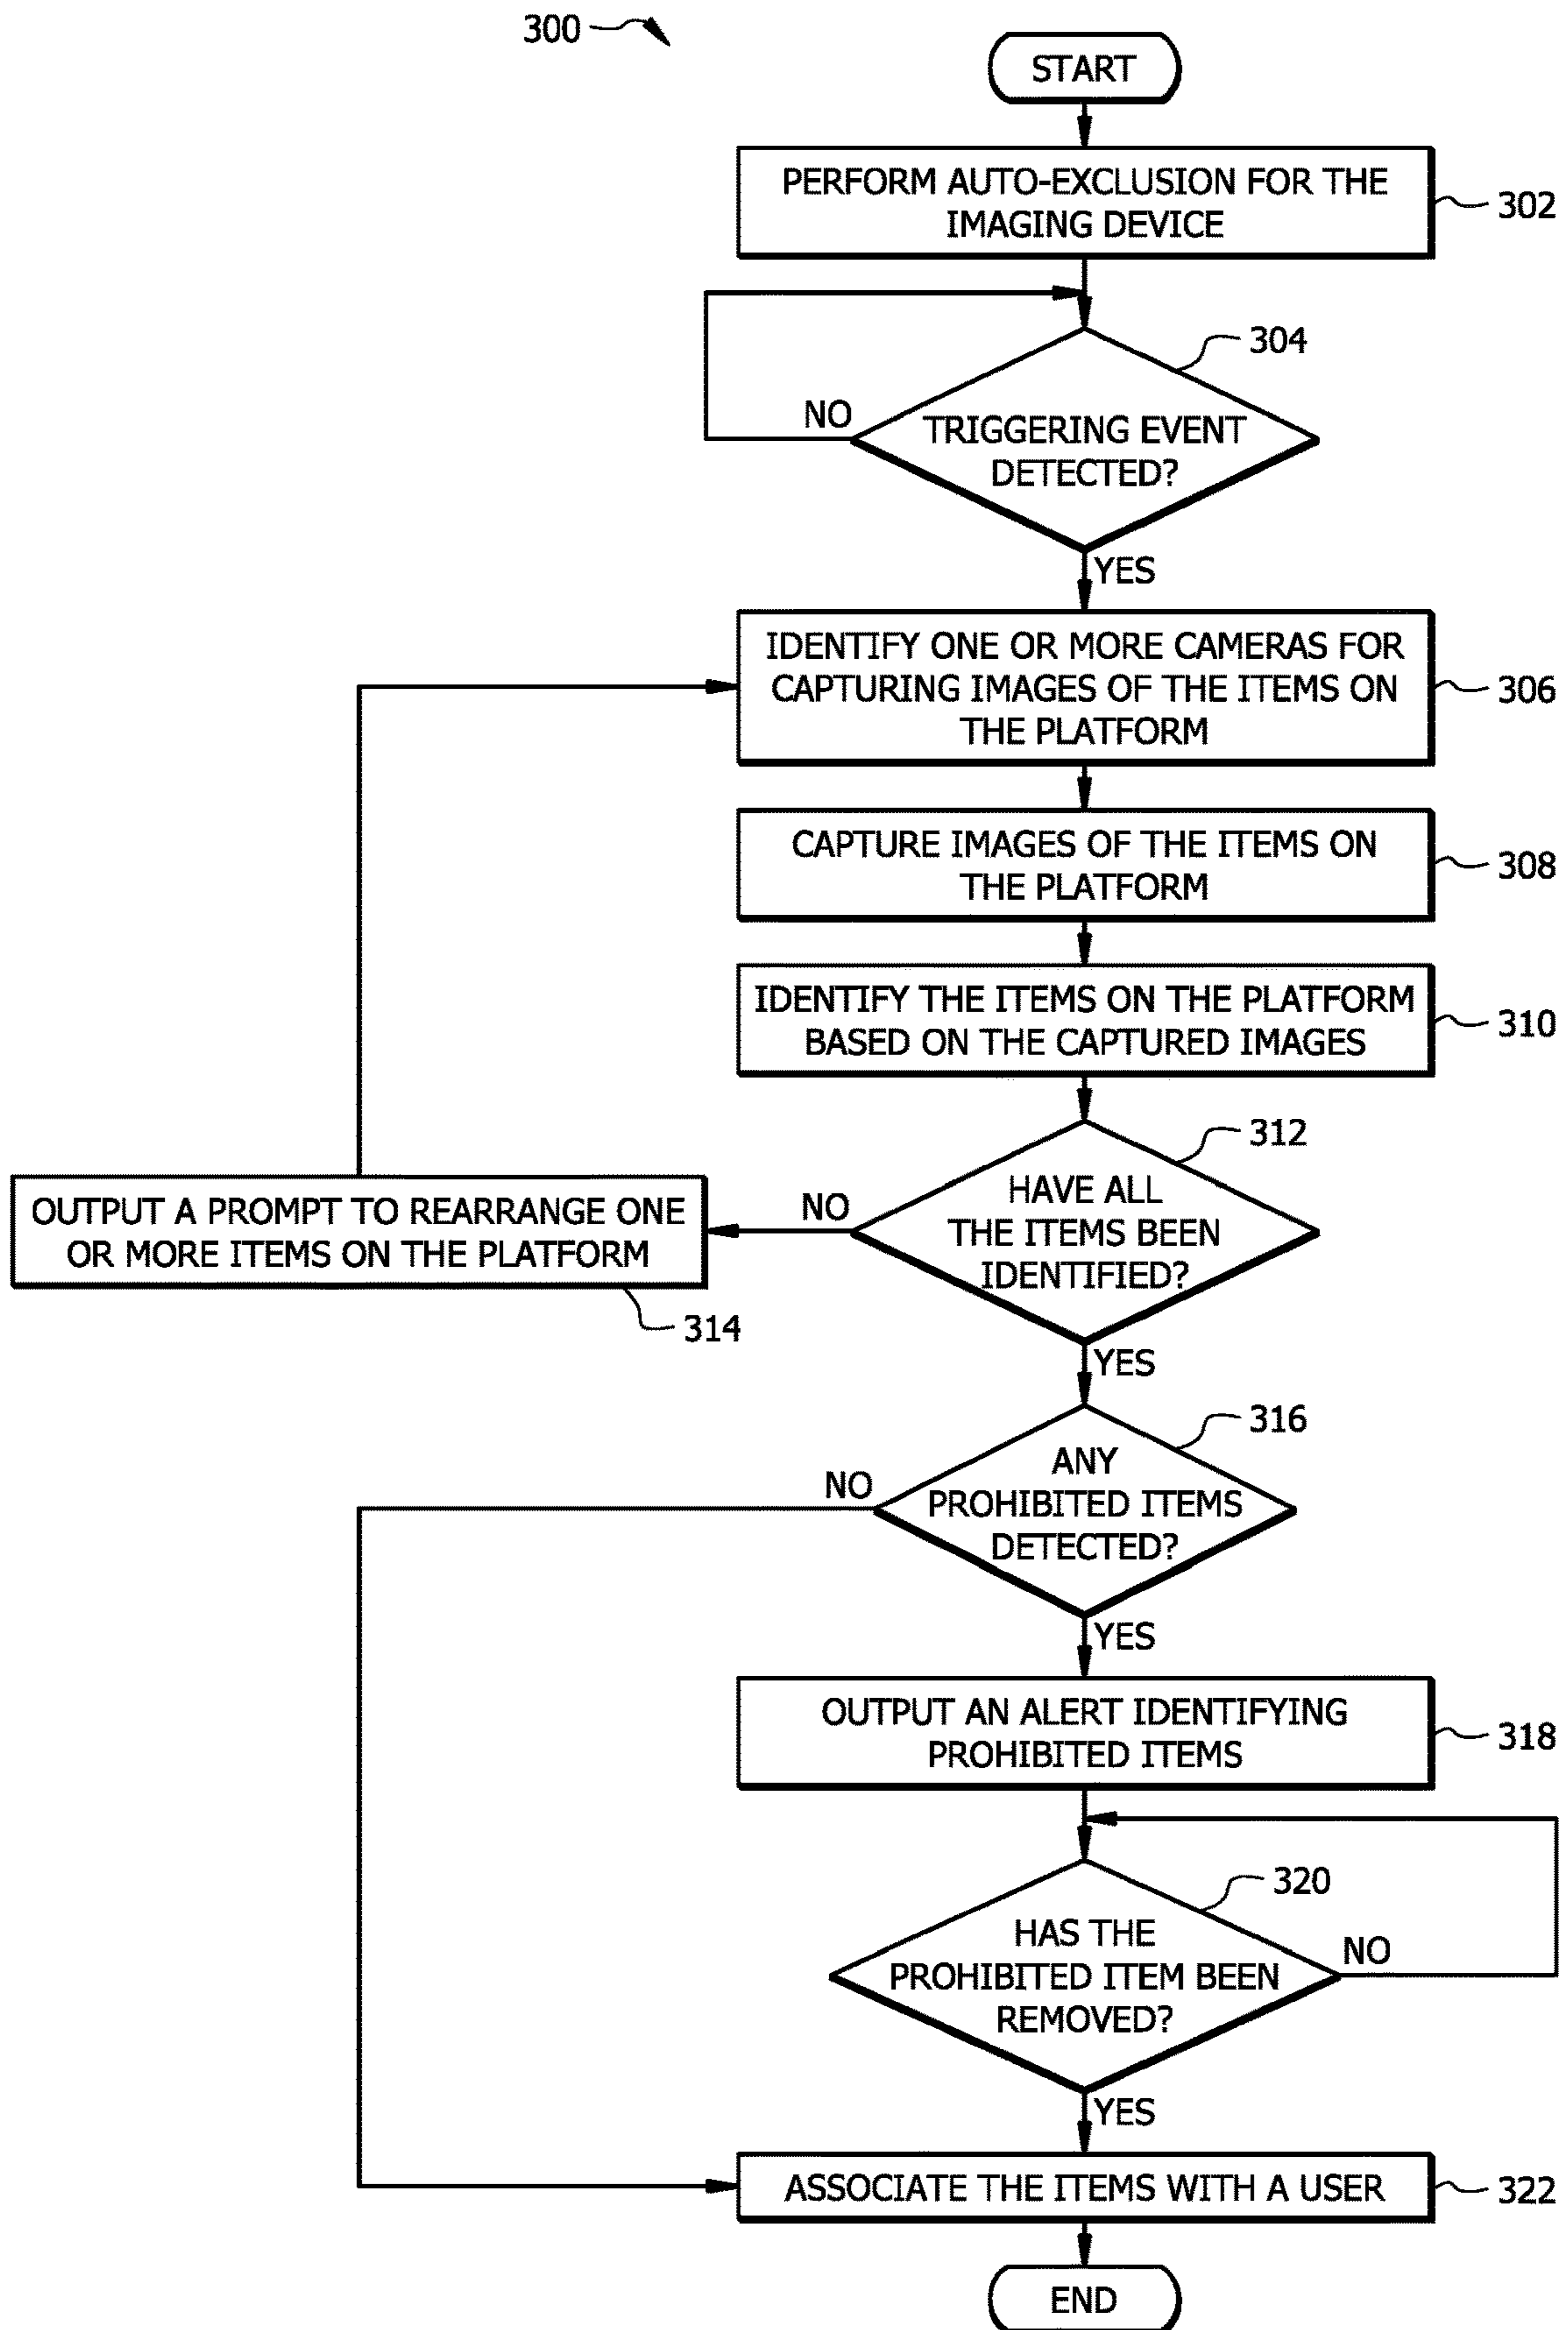 300
START
PERFORM AUTO-EXCLUSION FOR THE
IMAGING DEVICE
302
304
NO
TRIGGERING EVENT
DETECTED?
YES
IDENTIFY ONE OR MORE CAMERAS FOR
CAPTURING IMAGES OF THE ITEMS ON
THE PLATFORM
306
CAPTURE IMAGES OF THE ITEMS ON
THE PLATFORM
308
IDENTIFY THE ITEMS ON THE PLATFORM
BASED ON THE CAPTURED IMAGES
310
312
HAVE ALL
THE ITEMS BEEN
IDENTIFIED?
NO
OUTPUT A PROMPT TO REARRANGE ONE
OR MORE ITEMS ON THE PLATFORM
314
YES
316
ANY
PROHIBITED ITEMS
DETECTED?
NO
YES
OUTPUT AN ALERT IDENTIFYING
PROHIBITED ITEMS
318
320
HAS THE
PROHIBITED ITEM BEEN
REMOVED?
NO
YES
ASSOCIATE THE ITEMS WITH A USER
322
END